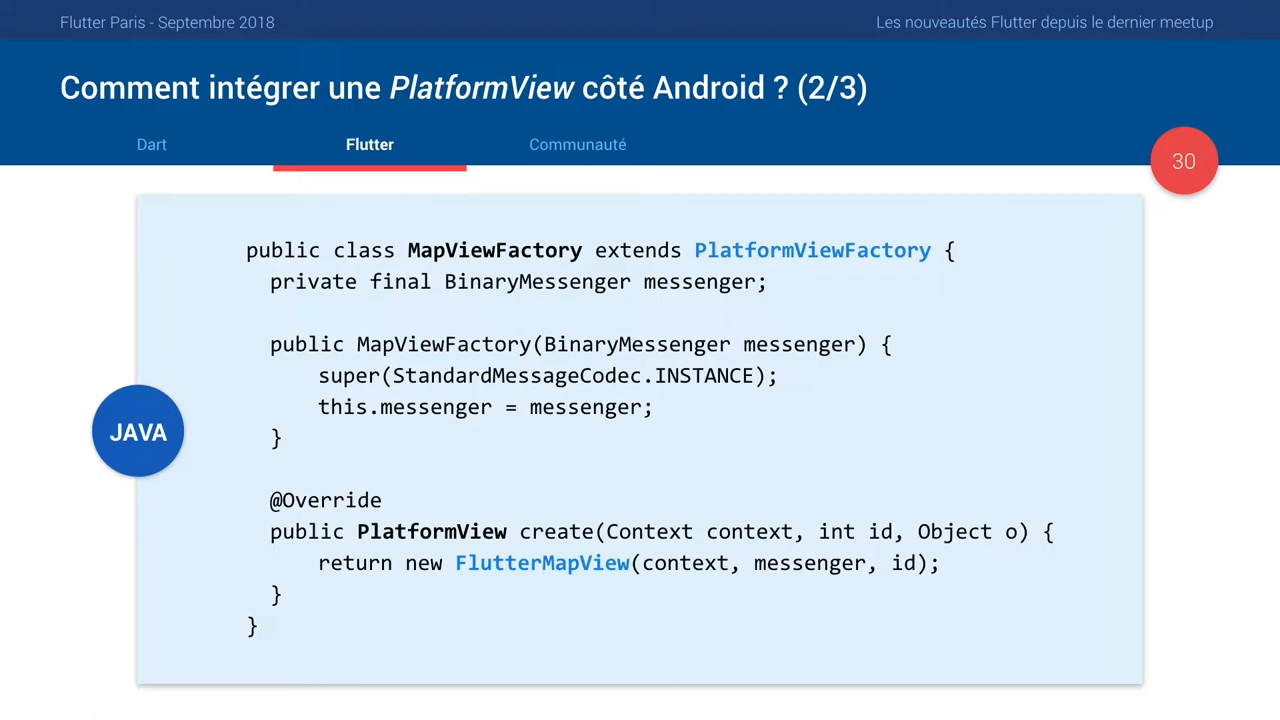 Flutter Paris - Septembre 2018
Les nouveautés Flutter depuis le dernier meetup
Comment intégrer une PlatformView côté Android ? (2/3)
Dart
Flutter
Communauté
30
public class MapViewFactory extends PlatformViewFactory {
private final BinaryMessenger messenger;
public MapViewFactory(BinaryMessenger messenger) {
super(StandardMessageCodec.INSTANCE);
this.messenger = messenger;
}
JAVA
@Override
public PlatformView create(Context context, int id, Object o) {
return new FlutterMapView(context, messenger, id);
}
}